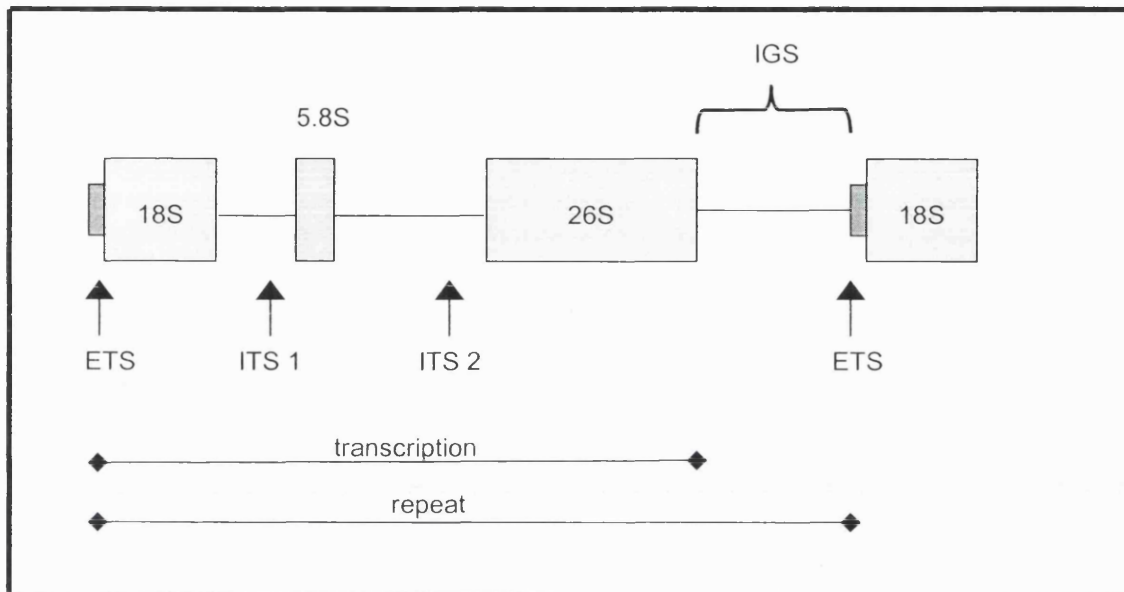 IGS
5.8S
18S
26S
18S
ETS
ITS 1
ITS 2
ETS
transcription
repeat